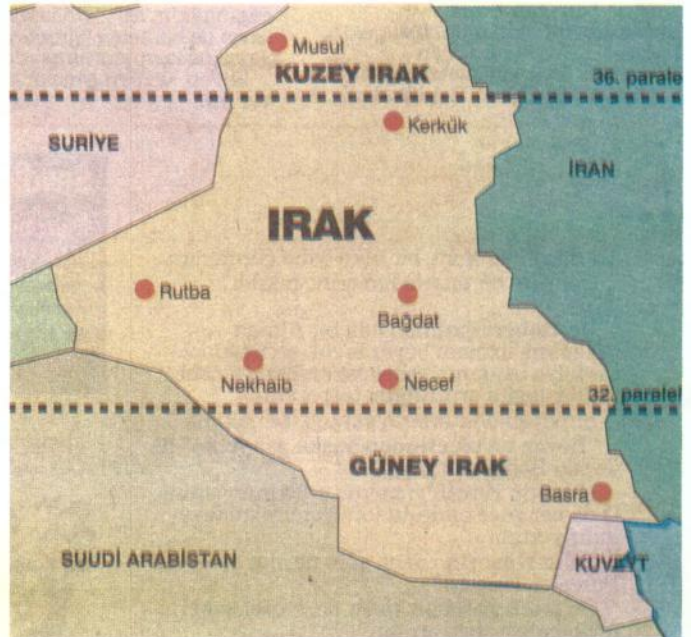 Musul
KUZEY IRAK
36. parale
Kerkük
SURİYE
İRAN
IRAK
Rutba
Bağdat
Nekhaib
Necef
32. paralel
GÜNEY IRAK
Basra
SUUDİ ARABİSTAN
KUVEYT